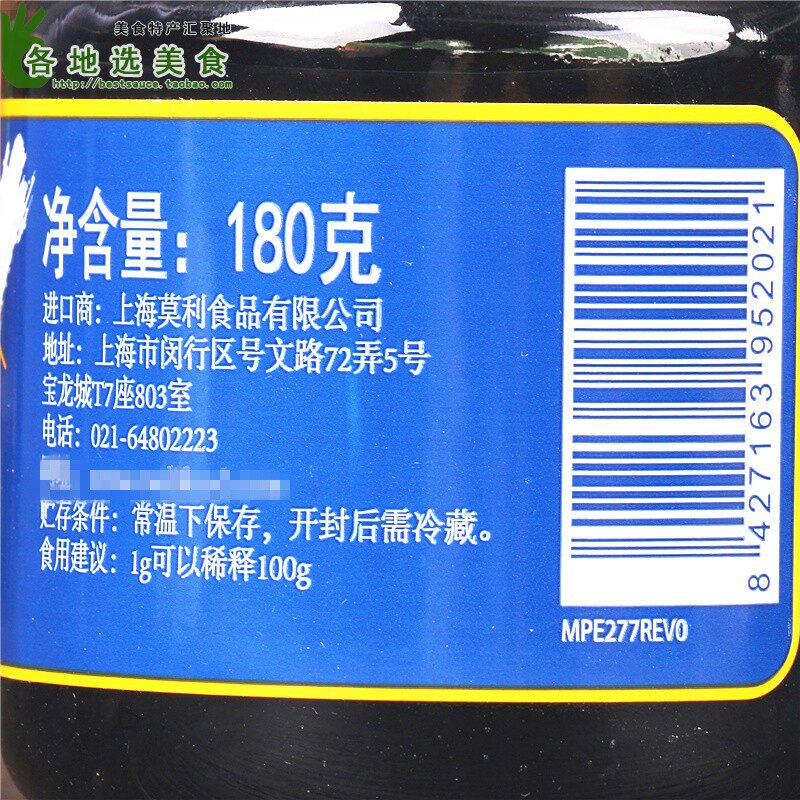 美食特产汇聚地
各地选美食
http://bestsauce.taobao.com
净含量：180克
进口商：上海莫利食品有限公司
地址：上海市闵行区号文路72弄5号
宝龙城T7座803室
电话：021-64802223
贮存条件：常温下保存，开封后需冷藏。
食用建议：1g可以稀释100g
8 427163 952021
MPE277REV0